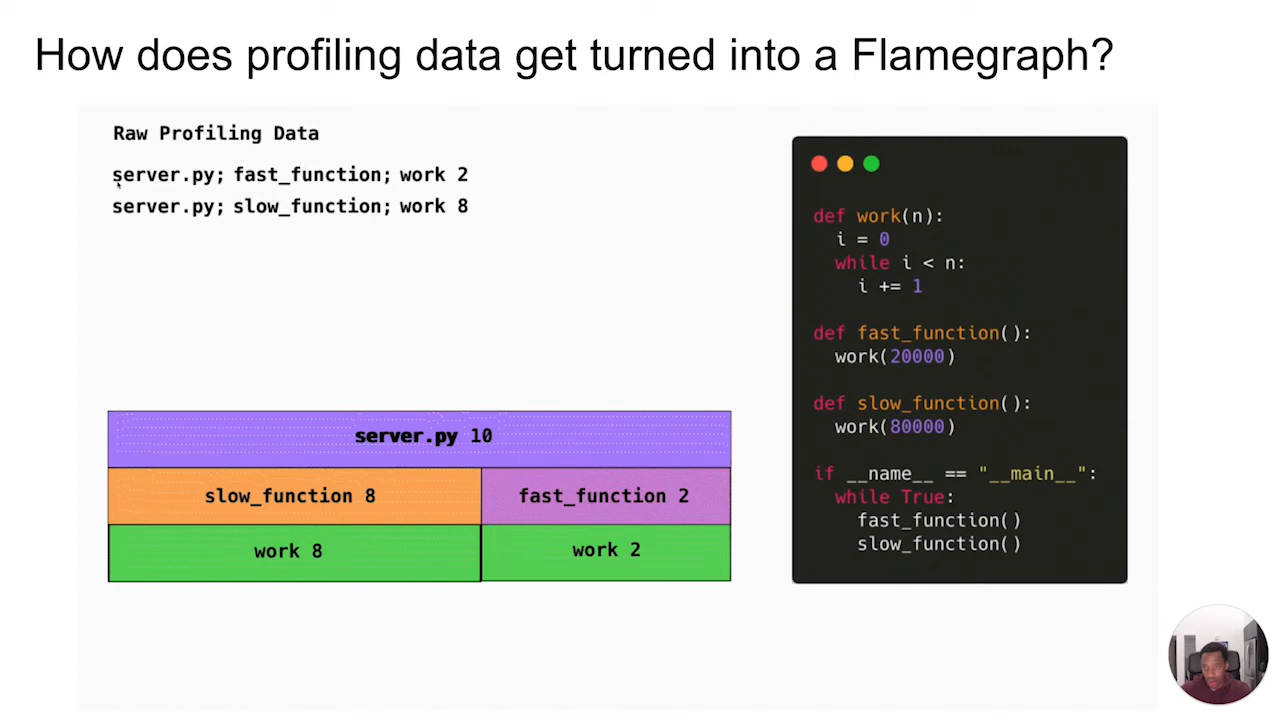 How does profiling data get turned into a Flamegraph?
Raw Profiling Data
server.py; fast_function; work 2
server.py; slow_function; work 8
server.py 10
slow_function 8
fast_function 2
work 8
work 2
def work(n):
i = 0
while i < n:
i += 1
def fast_function():
work(20000)
def slow_function():
work(80000)
if __name__ == "__main__":
while True:
fast_function()
slow_function()